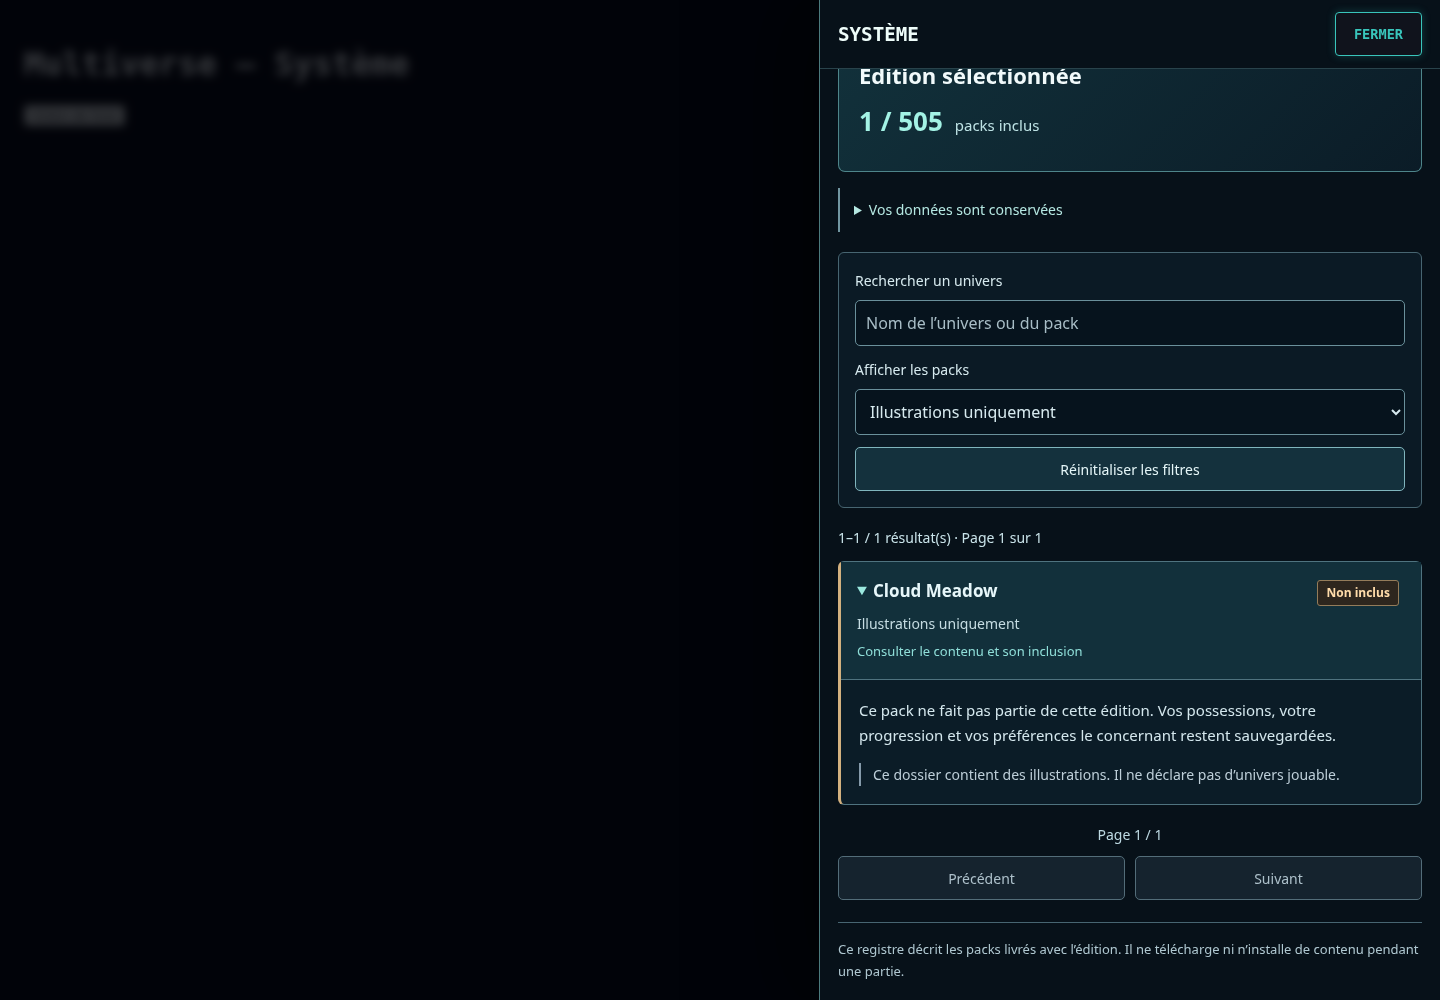 Multiverse — Système
SYSTÈME
FERMER
Édition sélectionnée
1 / 505 packs inclus
Vos données sont conservées
Rechercher un univers
Nom de l’univers ou du pack
Afficher les packs
Illustrations uniquement
Réinitialiser les filtres
1–1 / 1 résultat(s) · Page 1 sur 1
Cloud Meadow
Non inclus
Illustrations uniquement
Consulter le contenu et son inclusion
Ce pack ne fait pas partie de cette édition. Vos possessions, votre
progression et vos préférences le concernant restent sauvegardées.
Ce dossier contient des illustrations. Il ne déclare pas d’univers jouable.
Page 1 / 1
Précédent
Suivant
Ce registre décrit les packs livrés avec l’édition. Il ne télécharge ni n’installe de contenu pendant
une partie.